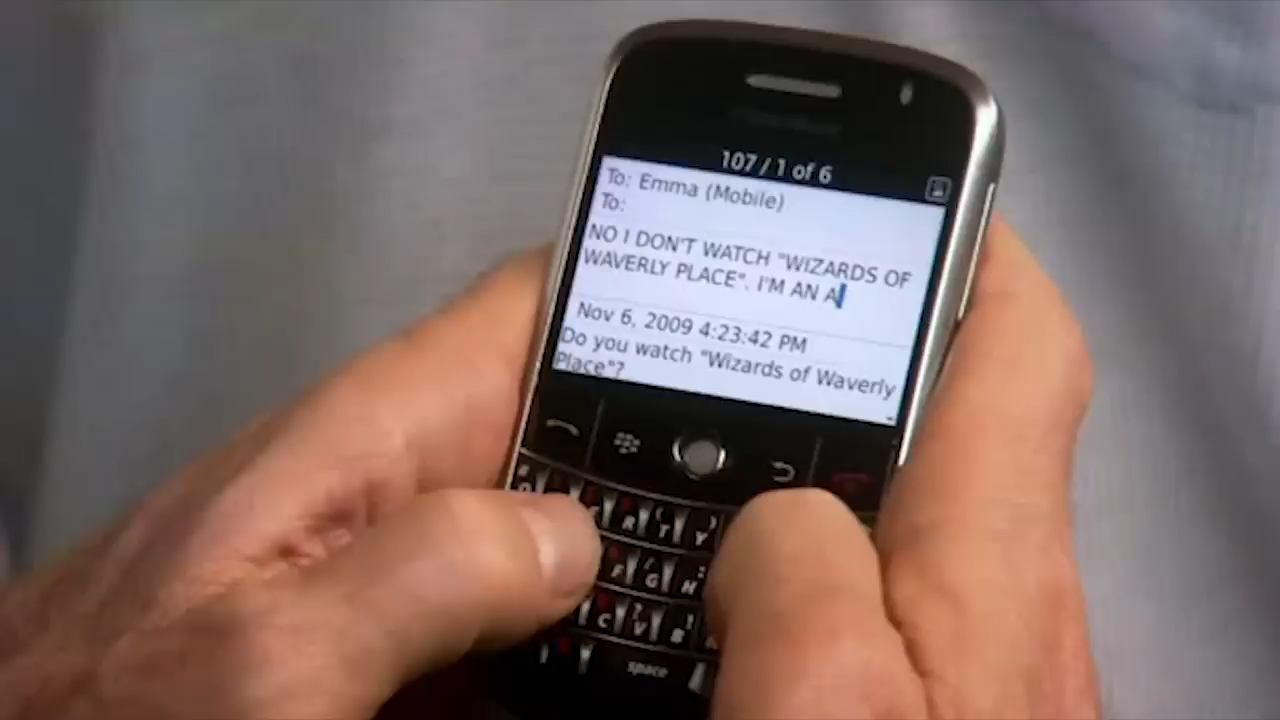 107 / 1 of 6
To: Emma (Mobile)
To:
NO I DON'T WATCH "WIZARDS OF
WAVERLY PLACE". I'M AN A
Nov 6, 2009 4:23:42 PM
Do you watch "Wizards of Waverly
Place"?
R ( T ) Y
F / G : H
C ? V ! B
space